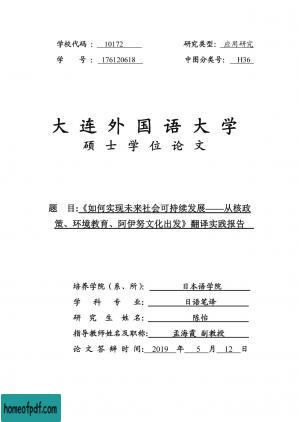 学校代码： 10172 研究类型：应用研究
学 号：176120618 中图分类号： H36
大连外国语大学
硕士学位论文
题 目：《如何实现未来社会可持续发展——从核政
策、环境教育、阿伊努文化出发》翻译实践报告
培养学院（系、所）： 日本语学院
学 科 专 业： 日语笔译
研 究 生 姓 名： 陈怡
指导教师姓名及职称： 孟海霞 副教授
论 文 答 辩 时 间： 2019 年 5 月 12 日
homeofpdf.com
homeofpdf.com